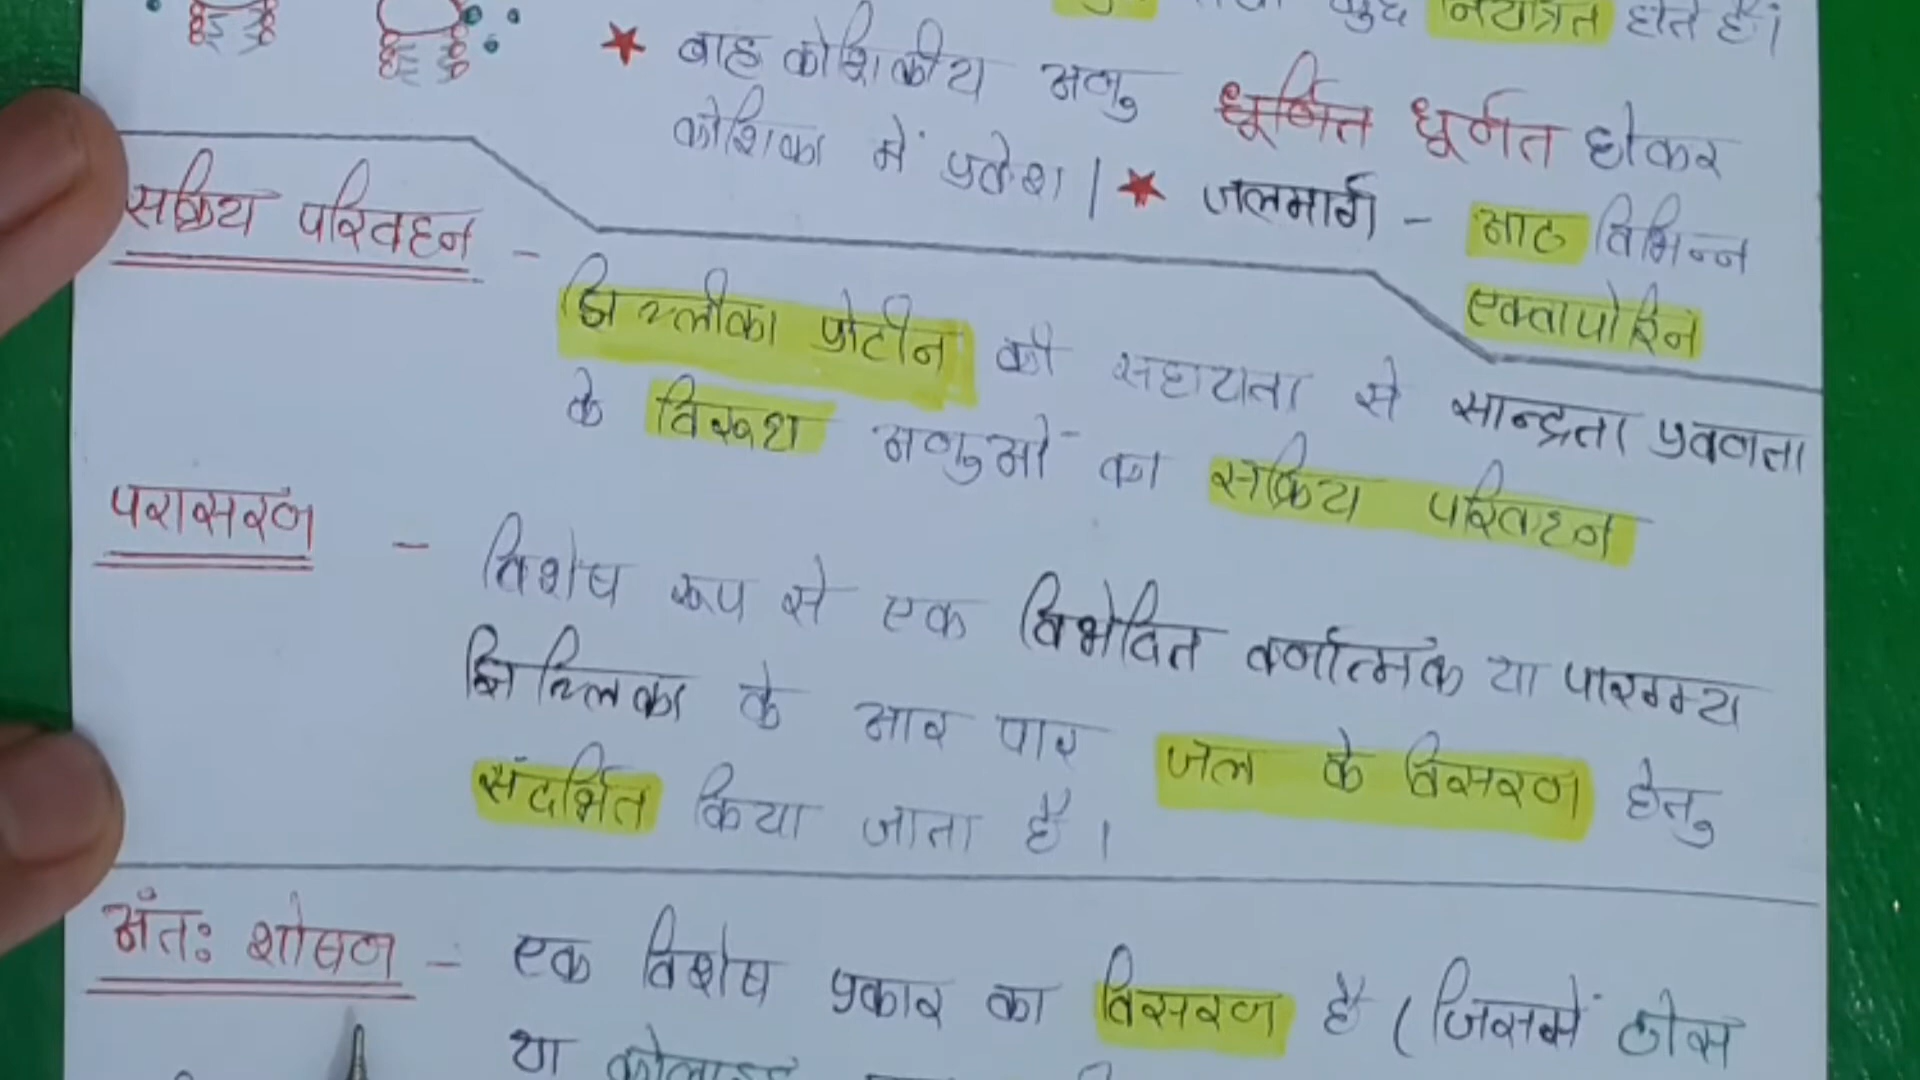 नियंत्रित होते हैं।
★ बाह कोशिकीय अणु धूर्णित धूर्णत होकर
कोशिका में प्रवेश। ★ जलमार्ग - आठ विभिन्न
एक्वापोरिन
सक्रिय परिवहन -
झिल्लीका प्रोटीन की सहायता से सान्द्रता प्रवणता
के विरूध अणुओं का सक्रिय परिवहन
परासरण - विशेष रूप से एक विभेदित वर्णात्मक या पारगम्य
झिल्लिका के आर पार जल के विसरण हेतु
संदर्भित किया जाता है।
अंतः शोषण - एक विशेष प्रकार का विसरण है (जिसमें ठोस
या